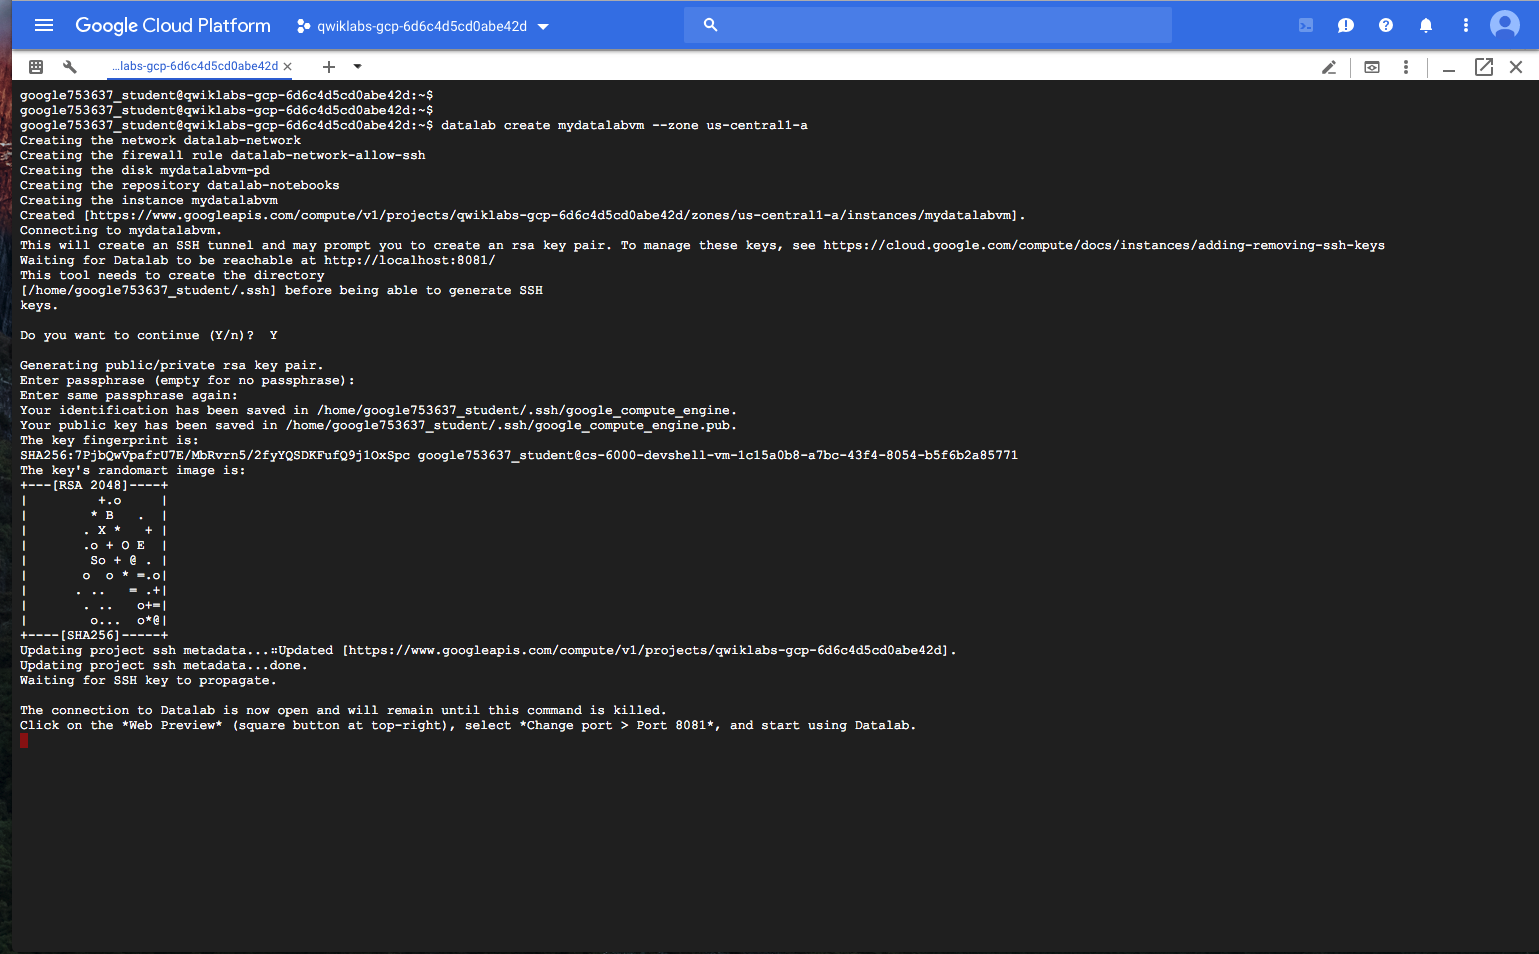 Google Cloud Platform qwiklabs-gcp-6d6c4d5cd0abe42d
...labs-gcp-6d6c4d5cd0abe42d
google753637_student@qwiklabs-gcp-6d6c4d5cd0abe42d:~$
google753637_student@qwiklabs-gcp-6d6c4d5cd0abe42d:~$
google753637_student@qwiklabs-gcp-6d6c4d5cd0abe42d:~$ datalab create mydatalabvm --zone us-central1-a
Creating the network datalab-network
Creating the firewall rule datalab-network-allow-ssh
Creating the disk mydatalabvm-pd
Creating the repository datalab-notebooks
Creating the instance mydatalabvm
Created [https://www.googleapis.com/compute/v1/projects/qwiklabs-gcp-6d6c4d5cd0abe42d/zones/us-central1-a/instances/mydatalabvm].
Connecting to mydatalabvm.
This will create an SSH tunnel and may prompt you to create an rsa key pair. To manage these keys, see https://cloud.google.com/compute/docs/instances/adding-removing-ssh-keys
Waiting for Datalab to be reachable at http://localhost:8081/
This tool needs to create the directory
[/home/google753637_student/.ssh] before being able to generate SSH
keys.
Do you want to continue (Y/n)?  Y
Generating public/private rsa key pair.
Enter passphrase (empty for no passphrase):
Enter same passphrase again:
Your identification has been saved in /home/google753637_student/.ssh/google_compute_engine.
Your public key has been saved in /home/google753637_student/.ssh/google_compute_engine.pub.
The key fingerprint is:
SHA256:7PjbQwVpafrU7E/MbRvrn5/2fyYQSDKFufQ9j1OxSpc google753637_student@cs-6000-devshell-vm-1c15a0b8-a7bc-43f4-8054-b5f6b2a85771
The key's randomart image is:
+---[RSA 2048]----+
|         +.o     |
|        * B   .  |
|       . X *   + |
|       .o + O E  |
|        So + @ . |
|       o  o * =.o|
|      . ..   = .+|
|       . ..   o+=|
|        o...  o*@|
+----[SHA256]-----+
Updating project ssh metadata...⠶Updated [https://www.googleapis.com/compute/v1/projects/qwiklabs-gcp-6d6c4d5cd0abe42d].
Updating project ssh metadata...done.
Waiting for SSH key to propagate.
The connection to Datalab is now open and will remain until this command is killed.
Click on the *Web Preview* (square button at top-right), select *Change port > Port 8081*, and start using Datalab.